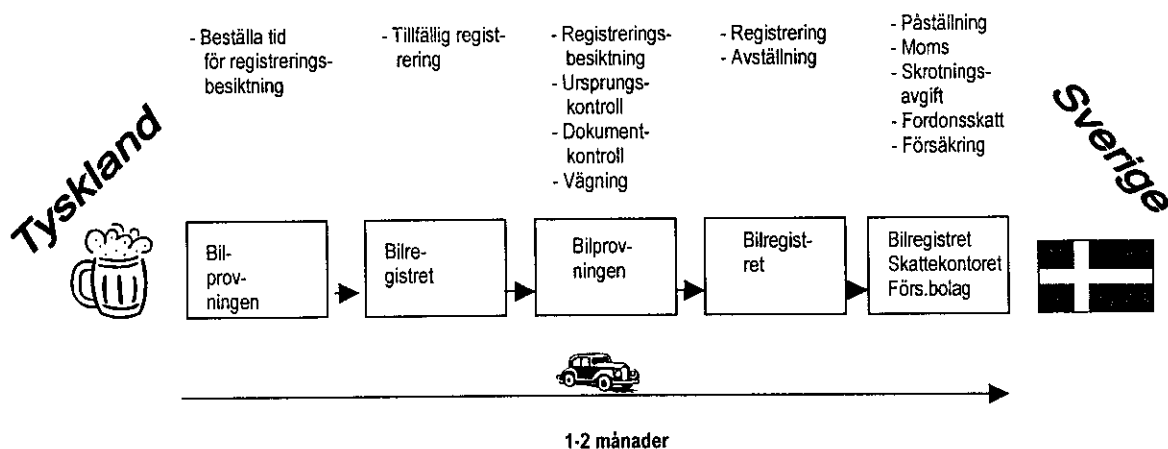 - Beställa tid
för registrerings-
besiktning
- Tillfällig regist-
rering
- Registrerings-
besiktning
- Ursprungs-
kontroll
- Dokument-
kontroll
- Vägning
- Registrering
- Avställning
- Påställning
- Moms
- Skrotnings-
avgift
- Fordonsskatt
- Försäkring
Tyskland
Sverige
Bil-
prov-
ningen
Bilre-
gistret
Bilprov-
ningen
Bilregist-
ret
Bilregistret
Skattekontoret
Förs.bolag
1-2 månader